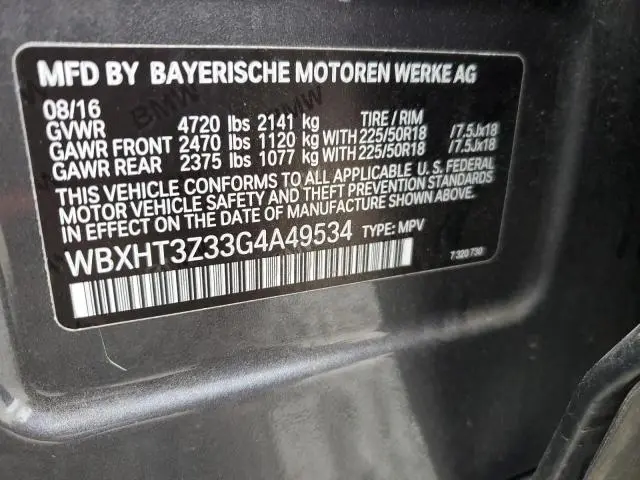 MFD BY BAYERISCHE MOTOREN WERKE AG
08/16 TIRE / RIM
GVWR 4720 lbs 2141 kg
GAWR FRONT 2470 lbs 1120 kg WITH 225/50R18 /7.5Jx18
GAWR REAR 2375 lbs 1077 kg WITH 225/50R18 /7.5Jx18
THIS VEHICLE CONFORMS TO ALL APPLICABLE U. S. FEDERAL
MOTOR VEHICLE SAFETY AND THEFT PREVENTION STANDARDS
IN EFFECT ON THE DATE OF MANUFACTURE SHOWN ABOVE.
WBXHT3Z33G4A49534 TYPE: MPV
7 320 730
BMW
BMW